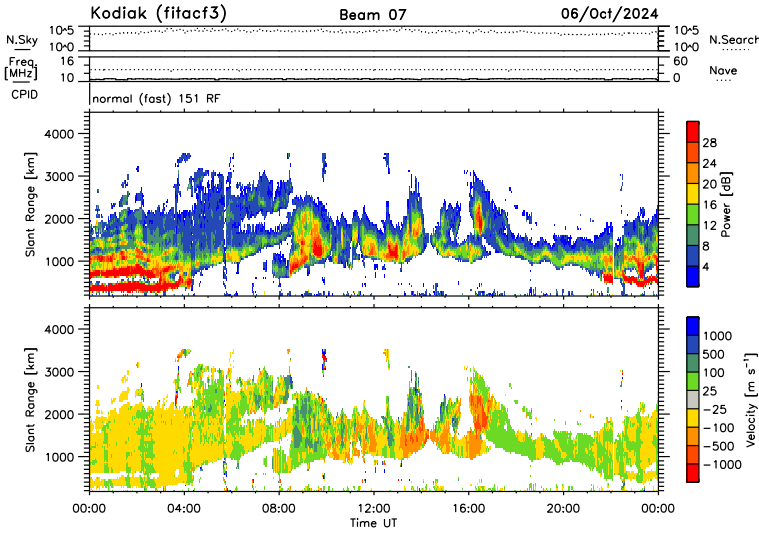 Kodiak (fitacf3) Beam 07 06/Oct/2024
N.Sky 10^5 10^0 10^5 10^0 N.Search
Freq. [MHz] 16 10 60 0 Nave
CPID normal (fast) 151 RF
Slant Range [km]
4000
3000
2000
1000
28
24
20
16
12
8
4
Power [dB]
Slant Range [km]
4000
3000
2000
1000
1000
500
100
25
−25
−100
−500
−1000
Velocity [m s⁻¹]
00:00 04:00 08:00 12:00 16:00 20:00 00:00
Time UT